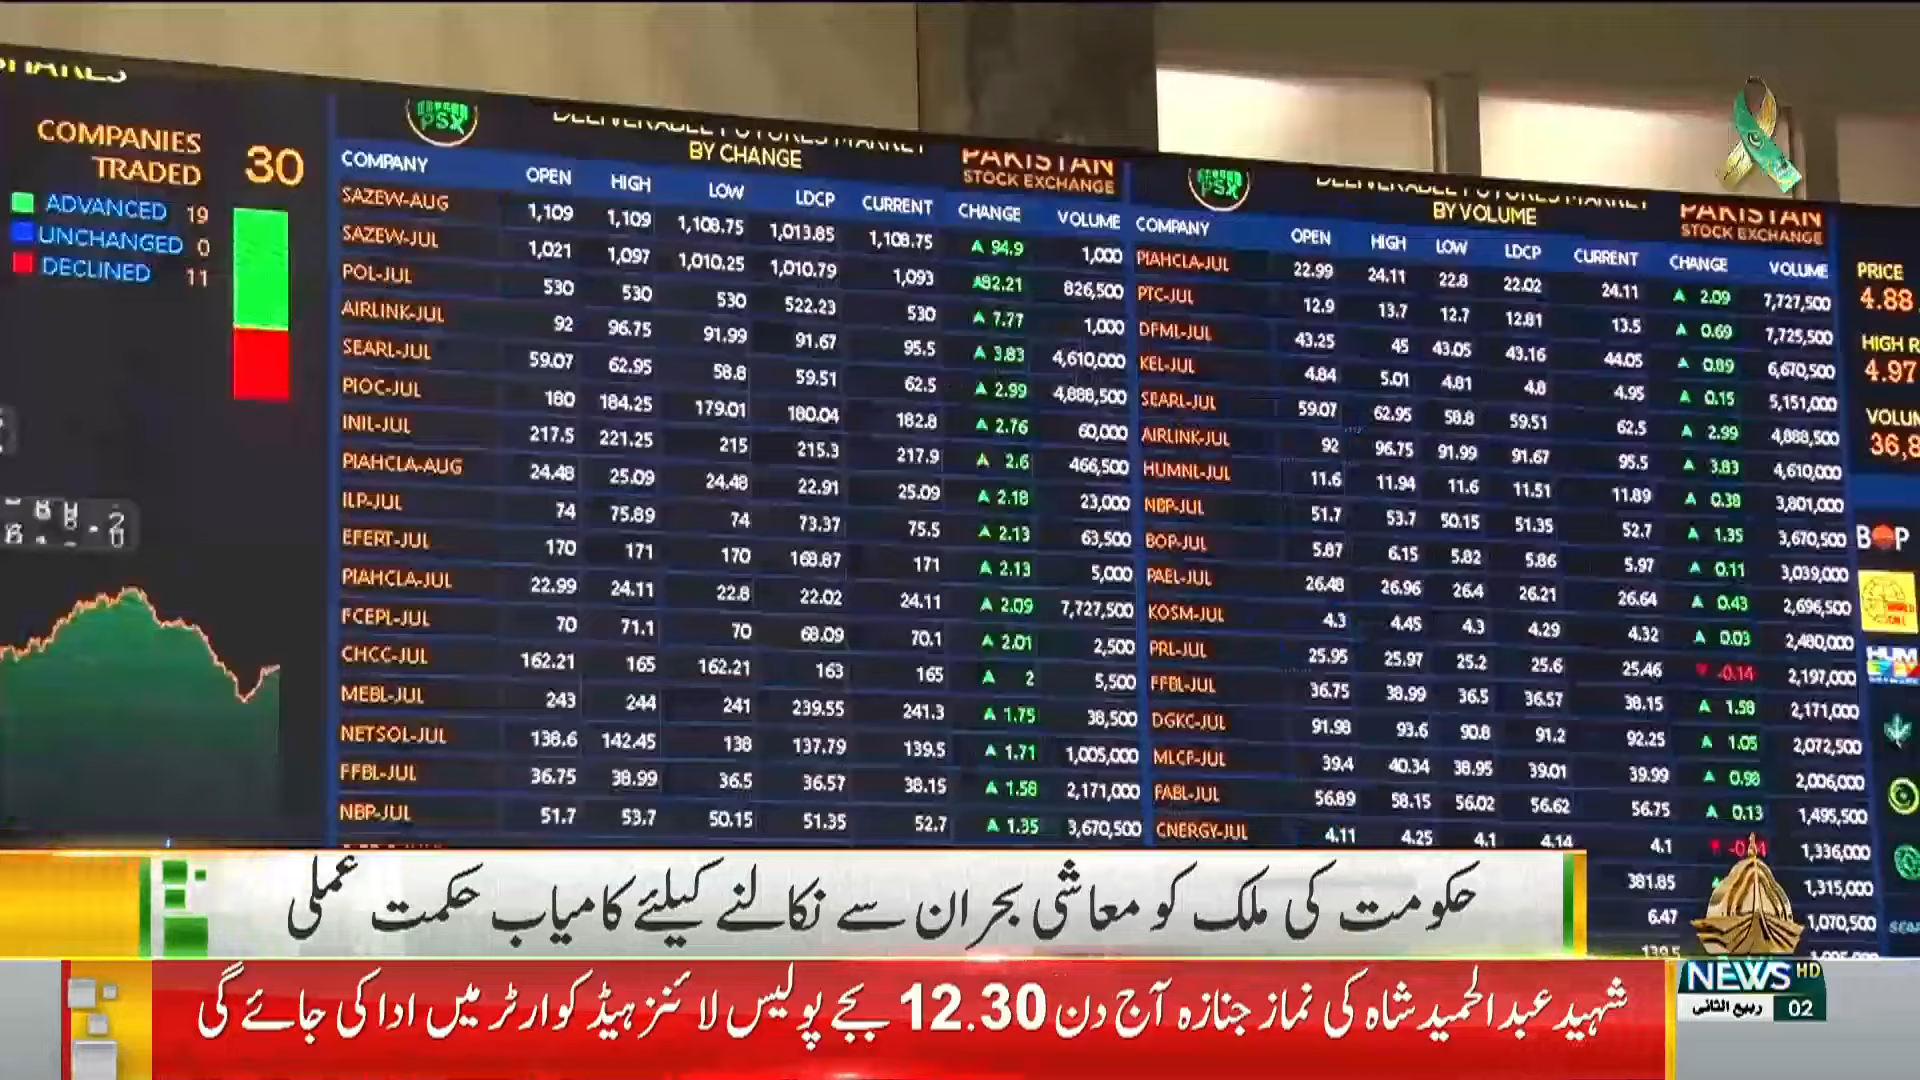 COMPANIES TRADED 30
ADVANCED 19
UNCHANGED 0
DECLINED 11
PSX
DELIVERABLE FUTURES MARKET
BY CHANGE
PAKISTAN
STOCK EXCHANGE
COMPANY OPEN HIGH LOW LDCP CURRENT CHANGE VOLUME
SAZEW-AUG 1,109 1,109 1,108.75 1,013.85 1,108.75 ▲ 94.9 1,000
SAZEW-JUL 1,021 1,097 1,010.25 1,010.79 1,093 ▲82.21 826,500
POL-JUL 530 530 530 522.23 530 ▲ 7.77 1,000
AIRLINK-JUL 92 96.75 91.99 91.67 95.5 ▲ 3.83 4,610,000
SEARL-JUL 59.07 62.95 58.8 59.51 62.5 ▲ 2.99 4,888,500
PIOC-JUL 180 184.25 179.01 180.04 182.8 ▲ 2.76 60,000
INIL-JUL 217.5 221.25 215 215.3 217.9 ▲ 2.6 466,500
PIAHCLA-AUG 24.48 25.09 24.48 22.91 25.09 ▲ 2.18 23,000
ILP-JUL 74 75.89 74 73.37 75.5 ▲ 2.13 63,500
EFERT-JUL 170 171 170 168.87 171 ▲ 2.13 5,000
PIAHCLA-JUL 22.99 24.11 22.8 22.02 24.11 ▲ 2.09 7,727,500
FCEPL-JUL 70 71.1 70 68.09 70.1 ▲ 2.01 2,500
CHCC-JUL 162.21 165 162.21 163 165 ▲ 2 5,500
MEBL-JUL 243 244 241 239.55 241.3 ▲ 1.75 38,500
NETSOL-JUL 138.6 142.45 138 137.79 139.5 ▲ 1.71 1,005,000
FFBL-JUL 36.75 38.99 36.5 36.57 38.15 ▲ 1.58 2,171,000
NBP-JUL 51.7 53.7 50.15 51.35 52.7 ▲ 1.35 3,670,500
PSX
DELIVERABLE FUTURES MARKET
BY VOLUME
PAKISTAN
STOCK EXCHANGE
COMPANY OPEN HIGH LOW LDCP CURRENT CHANGE VOLUME
PIAHCLA-JUL 22.99 24.11 22.8 22.02 24.11 ▲ 2.09 7,727,500
PTC-JUL 12.9 13.7 12.7 12.81 13.5 ▲ 0.69 7,725,500
DFML-JUL 43.25 45 43.05 43.16 44.05 ▲ 0.89 6,670,500
KEL-JUL 4.84 5.01 4.81 4.8 4.95 ▲ 0.15 5,151,000
SEARL-JUL 59.07 62.95 58.8 59.51 62.5 ▲ 2.99 4,888,500
AIRLINK-JUL 92 96.75 91.99 91.67 95.5 ▲ 3.83 4,610,000
HUMNL-JUL 11.6 11.94 11.6 11.51 11.89 ▲ 0.38 3,801,000
NBP-JUL 51.7 53.7 50.15 51.35 52.7 ▲ 1.35 3,670,500
BOP-JUL 5.87 6.15 5.82 5.86 5.97 ▲ 0.11 3,039,000
PAEL-JUL 26.48 26.96 26.4 26.21 26.64 ▲ 0.43 2,696,500
KOSM-JUL 4.3 4.45 4.3 4.29 4.32 ▲ 0.03 2,480,000
PRL-JUL 25.95 25.97 25.2 25.6 25.46 ▼ -0.14 2,197,000
FFBL-JUL 36.75 38.99 36.5 36.57 38.15 ▲ 1.58 2,171,000
DGKC-JUL 91.98 93.6 90.8 91.2 92.25 ▲ 1.05 2,072,500
MLCF-JUL 39.4 40.34 38.95 39.01 39.99 ▲ 0.98 2,006,000
FABL-JUL 56.89 58.15 56.02 56.62 56.75 ▲ 0.13 1,495,500
CNERGY-JUL 4.11 4.25 4.1 4.14 4.1 1,336,000
381.85 1,315,000
6.47 1,070,500
PRICE
4.88
4.97
BOP
HUM
حکومت کی ملک کو معاشی بحران سے نکالنے کیلئے کامیاب حکمت عملی
شہید عبدالحمید شاہ کی نماز جنازہ آج دن 12.30 بجے پولیس لائنز ہیڈ کوارٹر میں ادا کی جائے گی
NEWS HD
02 ربیع الثانی